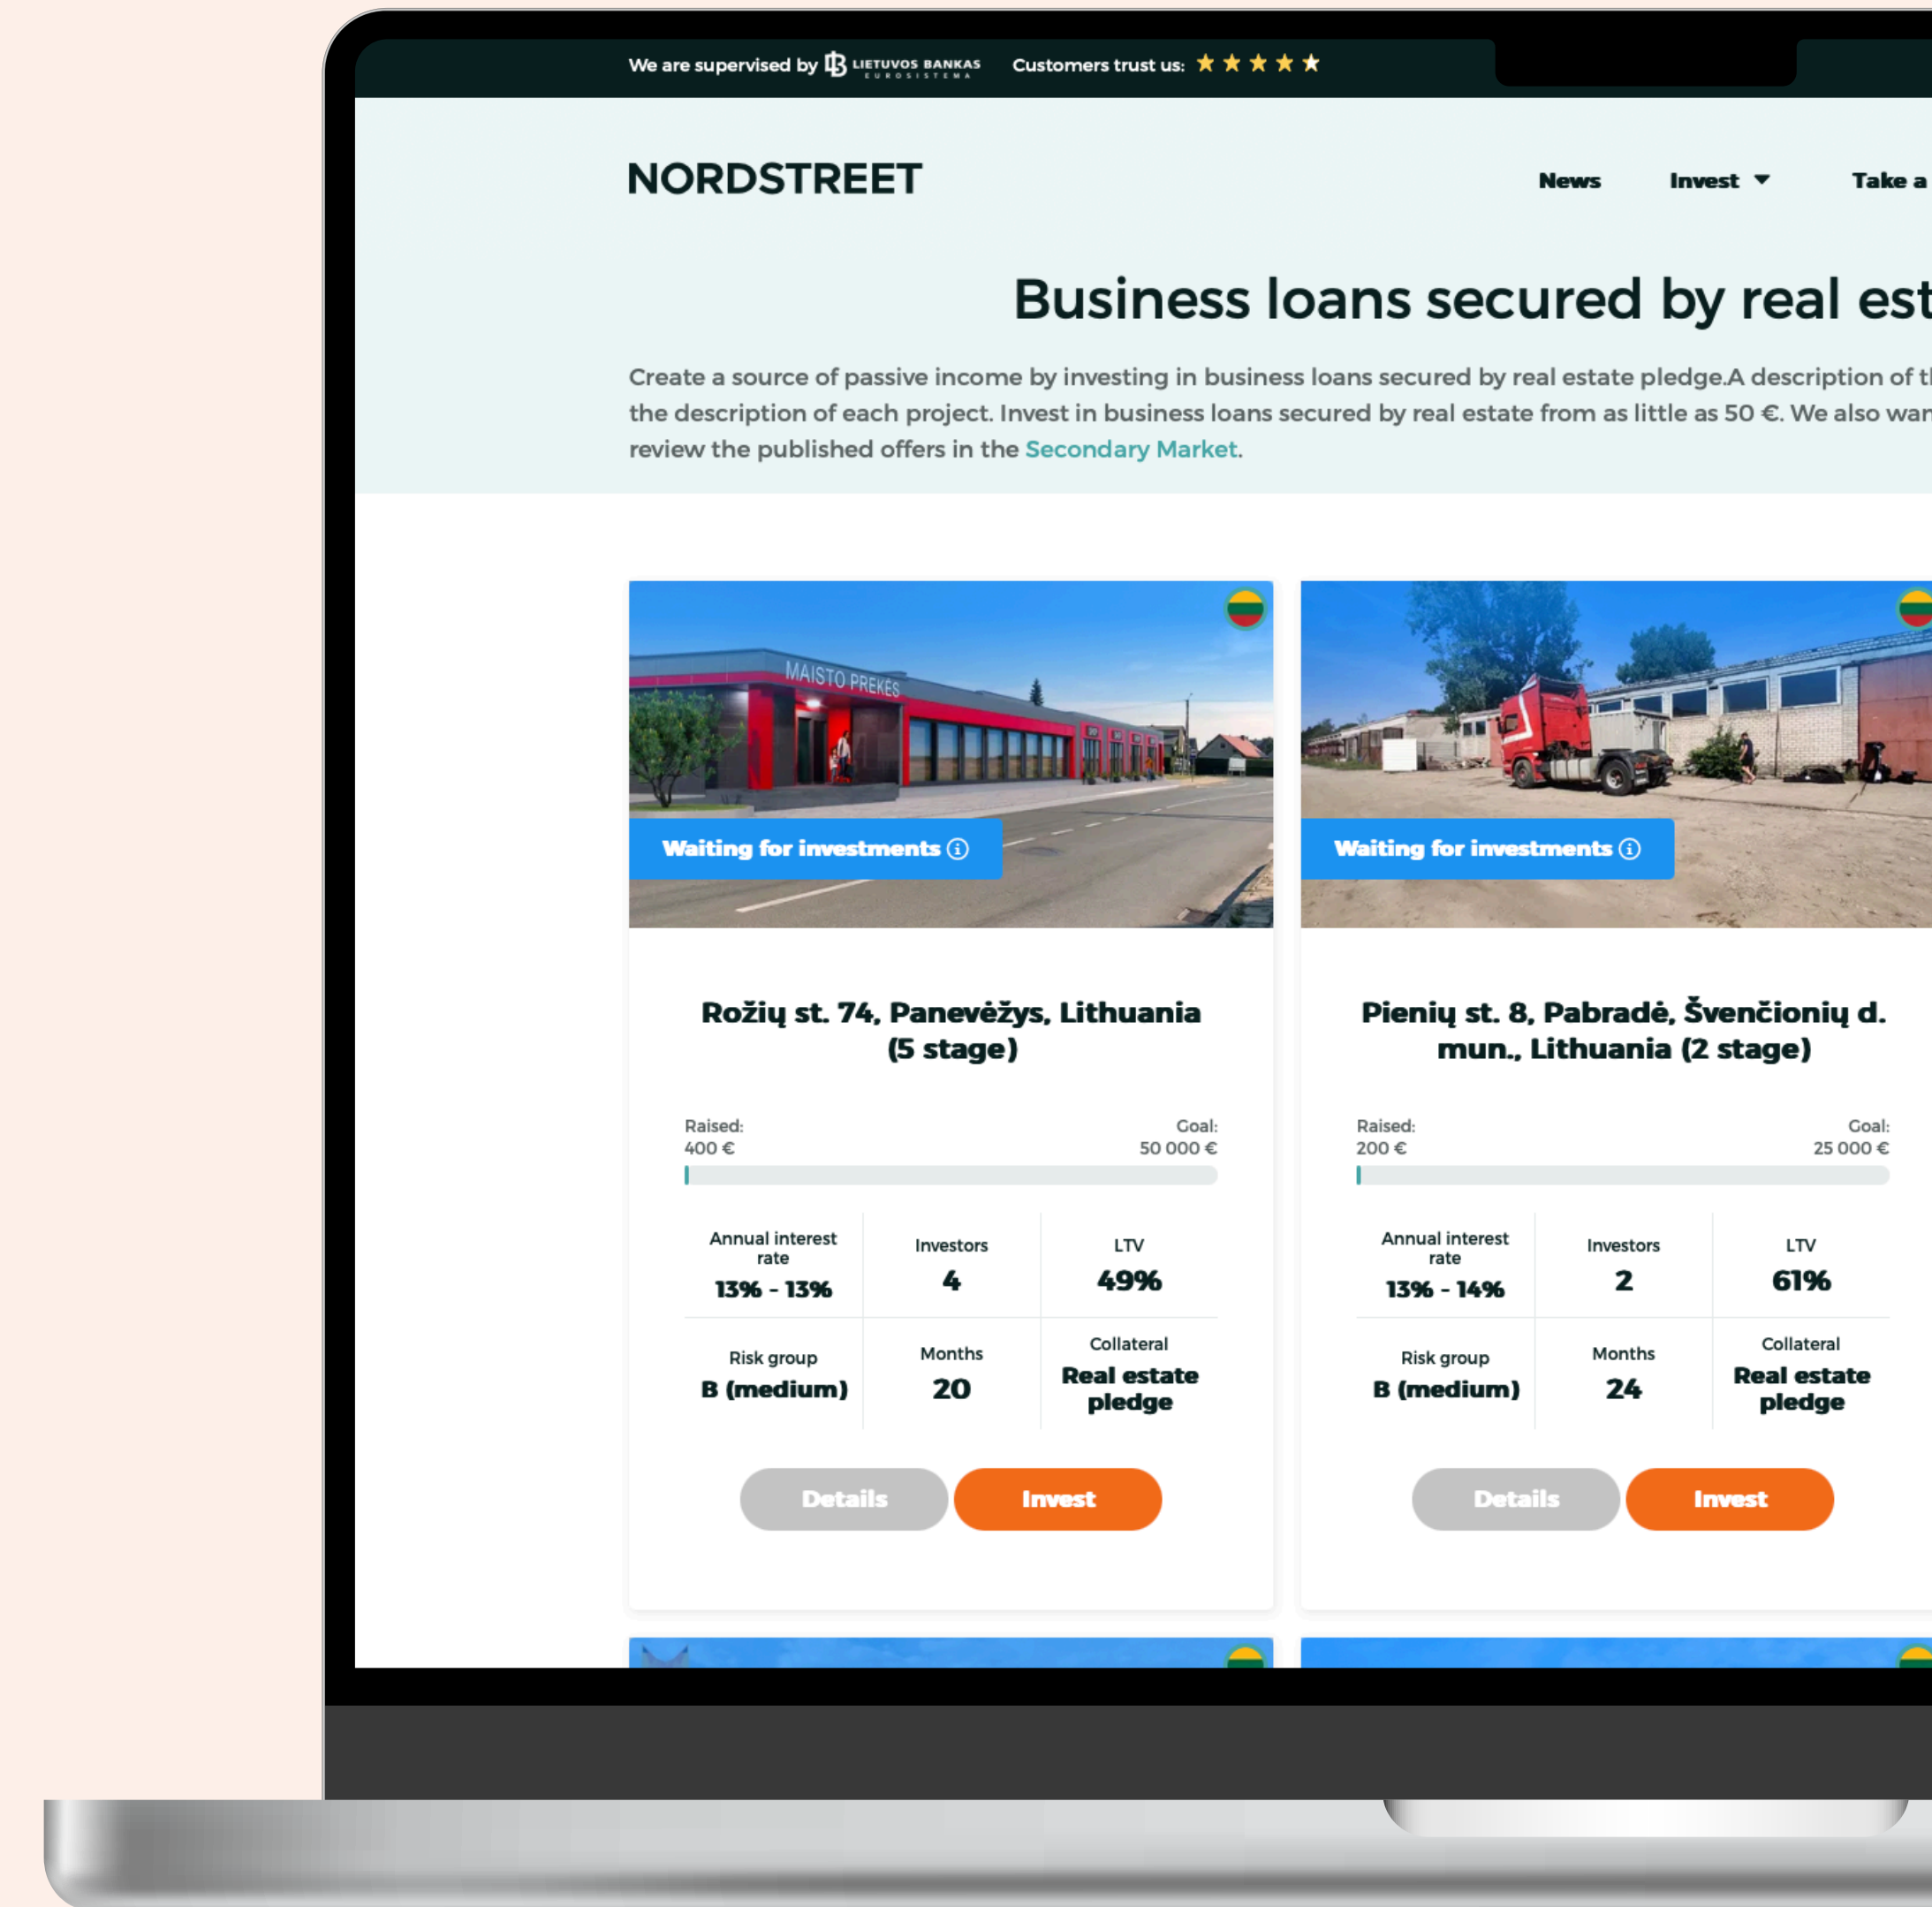 We are supervised by LIETUVOS BANKAS EUROSISTEMA Customers trust us:
NORDSTREET
News Invest Take a
Business loans secured by real est
Create a source of passive income by investing in business loans secured by real estate pledge.A description of t
the description of each project. Invest in business loans secured by real estate from as little as 50 €. We also wan
review the published offers in the Secondary Market.
MAISTO PREKĖS
Waiting for investments
Rožių st. 74, Panevėžys, Lithuania
(5 stage)
Raised: Goal:
400 € 50 000 €
Annual interest
rate
13% - 13%
Investors
4
LTV
49%
Risk group
B (medium)
Months
20
Collateral
Real estate
pledge
Details Invest
Waiting for investments
Pienių st. 8, Pabradė, Švenčionių d.
mun., Lithuania (2 stage)
Raised: Goal:
200 € 25 000 €
Annual interest
rate
13% - 14%
Investors
2
LTV
61%
Risk group
B (medium)
Months
24
Collateral
Real estate
pledge
Details Invest